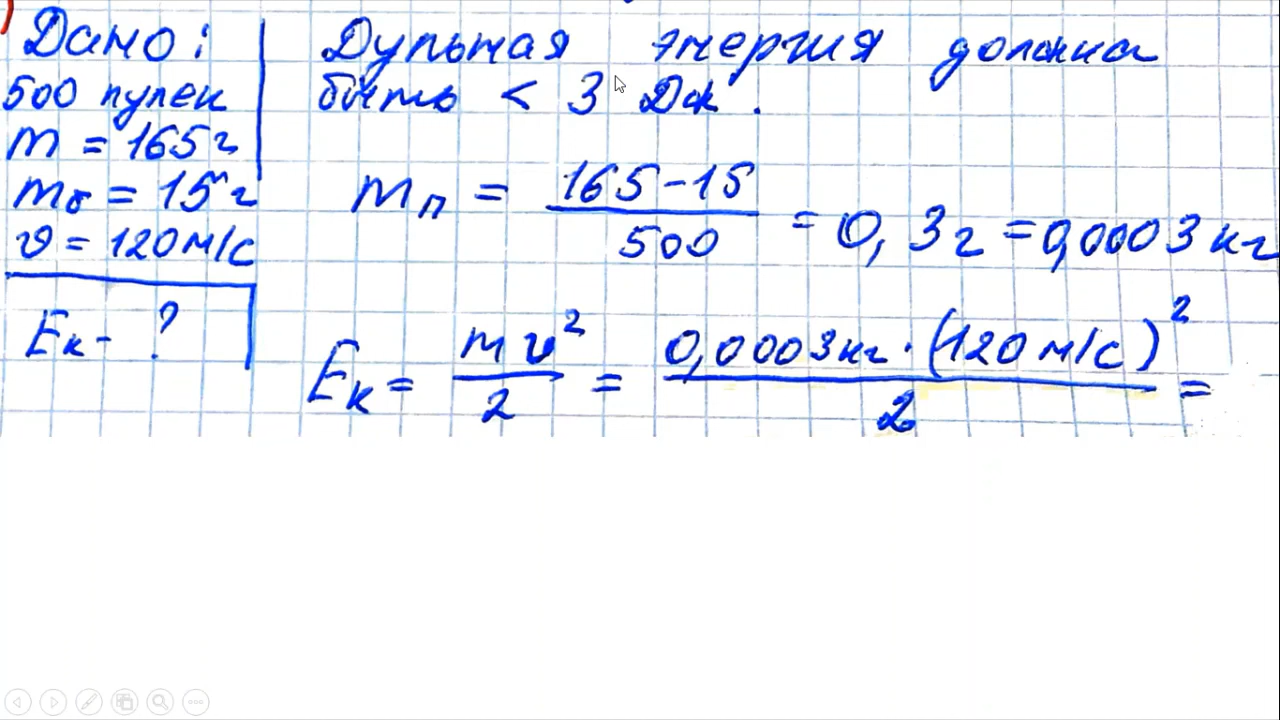 Дано:
500 пулек
m = 165 г
mб = 15 г
υ = 120 м/с
Eк - ?
Дульная энергия должна
быть < 3 Дж.
mп = (165-15)/500 = 0,3 г = 0,0003 кг
Eк = mυ²/2 = 0,0003 кг · (120 м/с)²/2 =